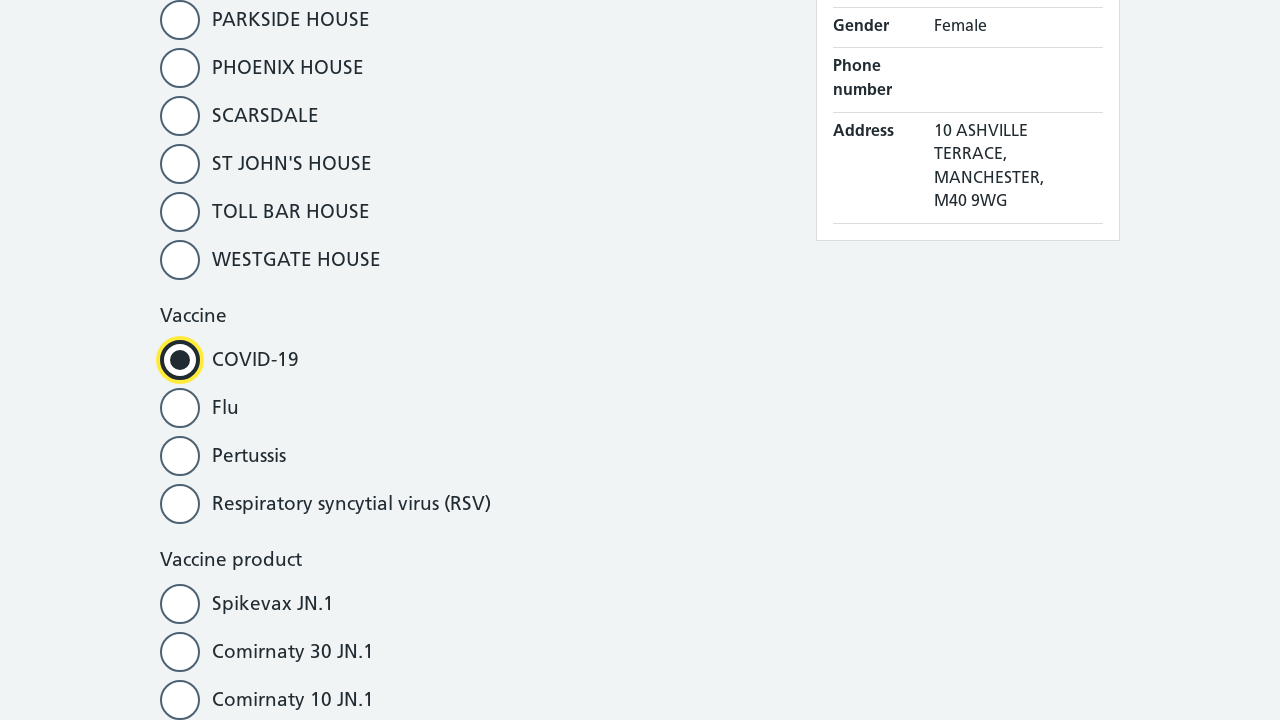 PARKSIDE HOUSE
PHOENIX HOUSE
SCARSDALE
ST JOHN'S HOUSE
TOLL BAR HOUSE
WESTGATE HOUSE
Vaccine
COVID-19
Flu
Pertussis
Respiratory syncytial virus (RSV)
Vaccine product
Spikevax JN.1
Comirnaty 30 JN.1
Comirnaty 10 JN.1
Gender Female
Phone
number
Address 10 ASHVILLE
TERRACE,
MANCHESTER,
M40 9WG